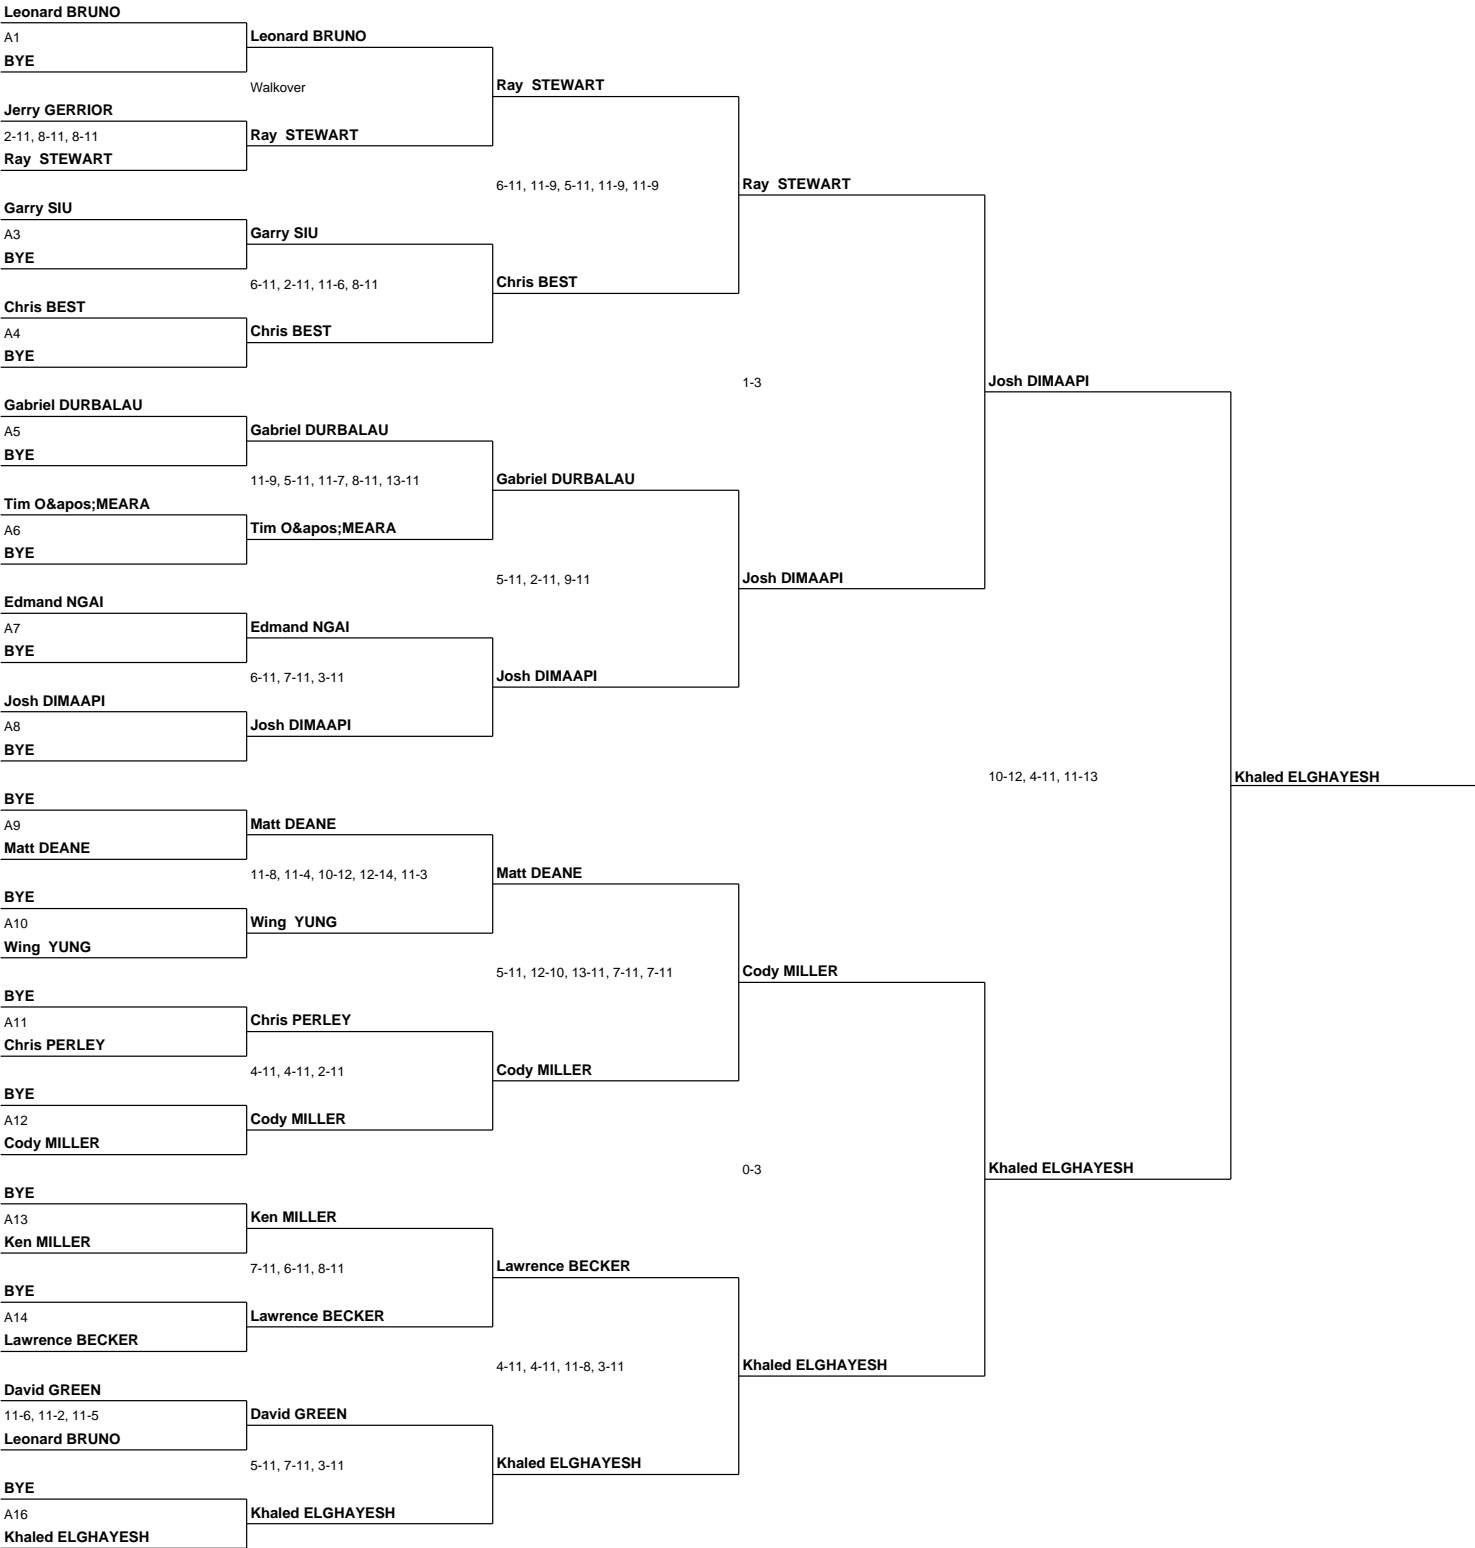 Leonard BRUNO
A1
BYE
Leonard BRUNO
Walkover
Ray  STEWART
Jerry GERRIOR
2-11, 8-11, 8-11
Ray  STEWART
Ray  STEWART
6-11, 11-9, 5-11, 11-9, 11-9
Ray  STEWART
Garry SIU
A3
BYE
Garry SIU
6-11, 2-11, 11-6, 8-11
Chris BEST
Chris BEST
A4
BYE
Chris BEST
1-3
Josh DIMAAPI
Gabriel DURBALAU
A5
BYE
Gabriel DURBALAU
11-9, 5-11, 11-7, 8-11, 13-11
Gabriel DURBALAU
Tim O&apos;MEARA
A6
BYE
Tim O&apos;MEARA
5-11, 2-11, 9-11
Josh DIMAAPI
Edmand NGAI
A7
BYE
Edmand NGAI
6-11, 7-11, 3-11
Josh DIMAAPI
Josh DIMAAPI
A8
BYE
Josh DIMAAPI
10-12, 4-11, 11-13
Khaled ELGHAYESH
BYE
A9
Matt DEANE
Matt DEANE
11-8, 11-4, 10-12, 12-14, 11-3
Matt DEANE
BYE
A10
Wing  YUNG
Wing  YUNG
5-11, 12-10, 13-11, 7-11, 7-11
Cody MILLER
BYE
A11
Chris PERLEY
Chris PERLEY
4-11, 4-11, 2-11
Cody MILLER
BYE
A12
Cody MILLER
Cody MILLER
0-3
Khaled ELGHAYESH
BYE
A13
Ken MILLER
Ken MILLER
7-11, 6-11, 8-11
Lawrence BECKER
BYE
A14
Lawrence BECKER
Lawrence BECKER
4-11, 4-11, 11-8, 3-11
Khaled ELGHAYESH
David GREEN
11-6, 11-2, 11-5
Leonard BRUNO
David GREEN
5-11, 7-11, 3-11
Khaled ELGHAYESH
BYE
A16
Khaled ELGHAYESH
Khaled ELGHAYESH